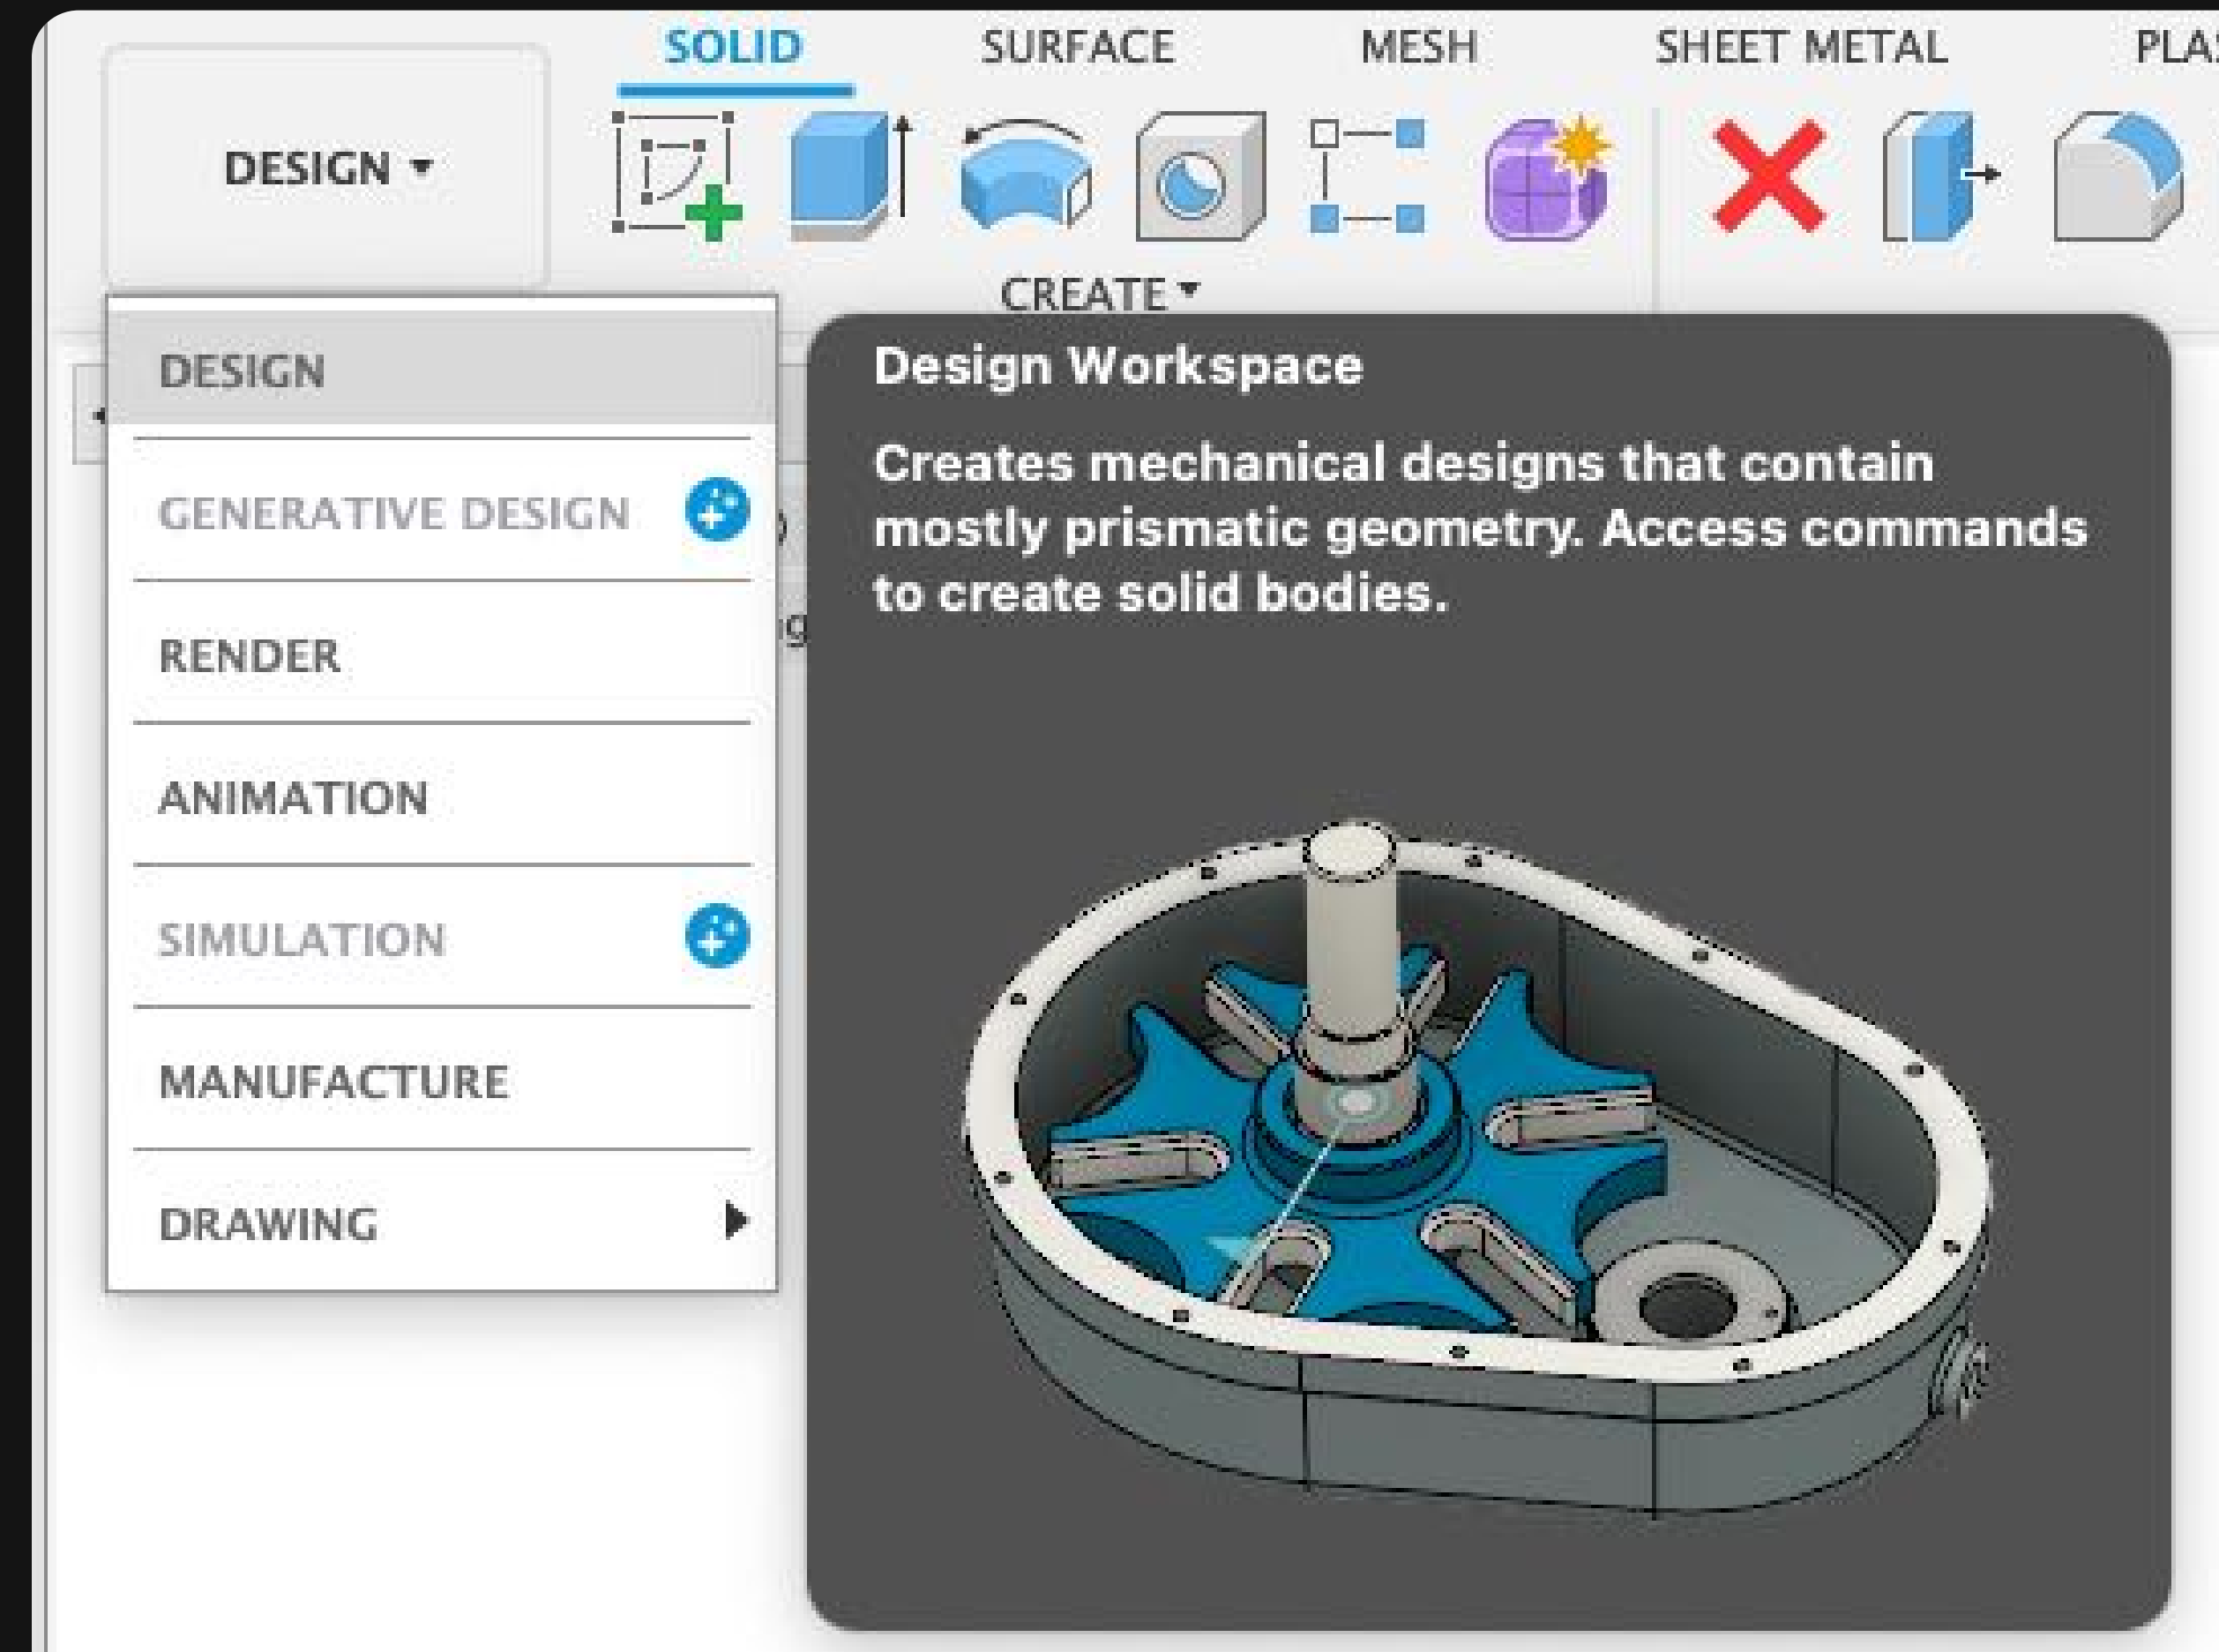 SOLID SURFACE MESH SHEET METAL
DESIGN
CREATE
DESIGN
GENERATIVE DESIGN
RENDER
ANIMATION
SIMULATION
MANUFACTURE
DRAWING
Design Workspace
Creates mechanical designs that contain
mostly prismatic geometry. Access commands
to create solid bodies.